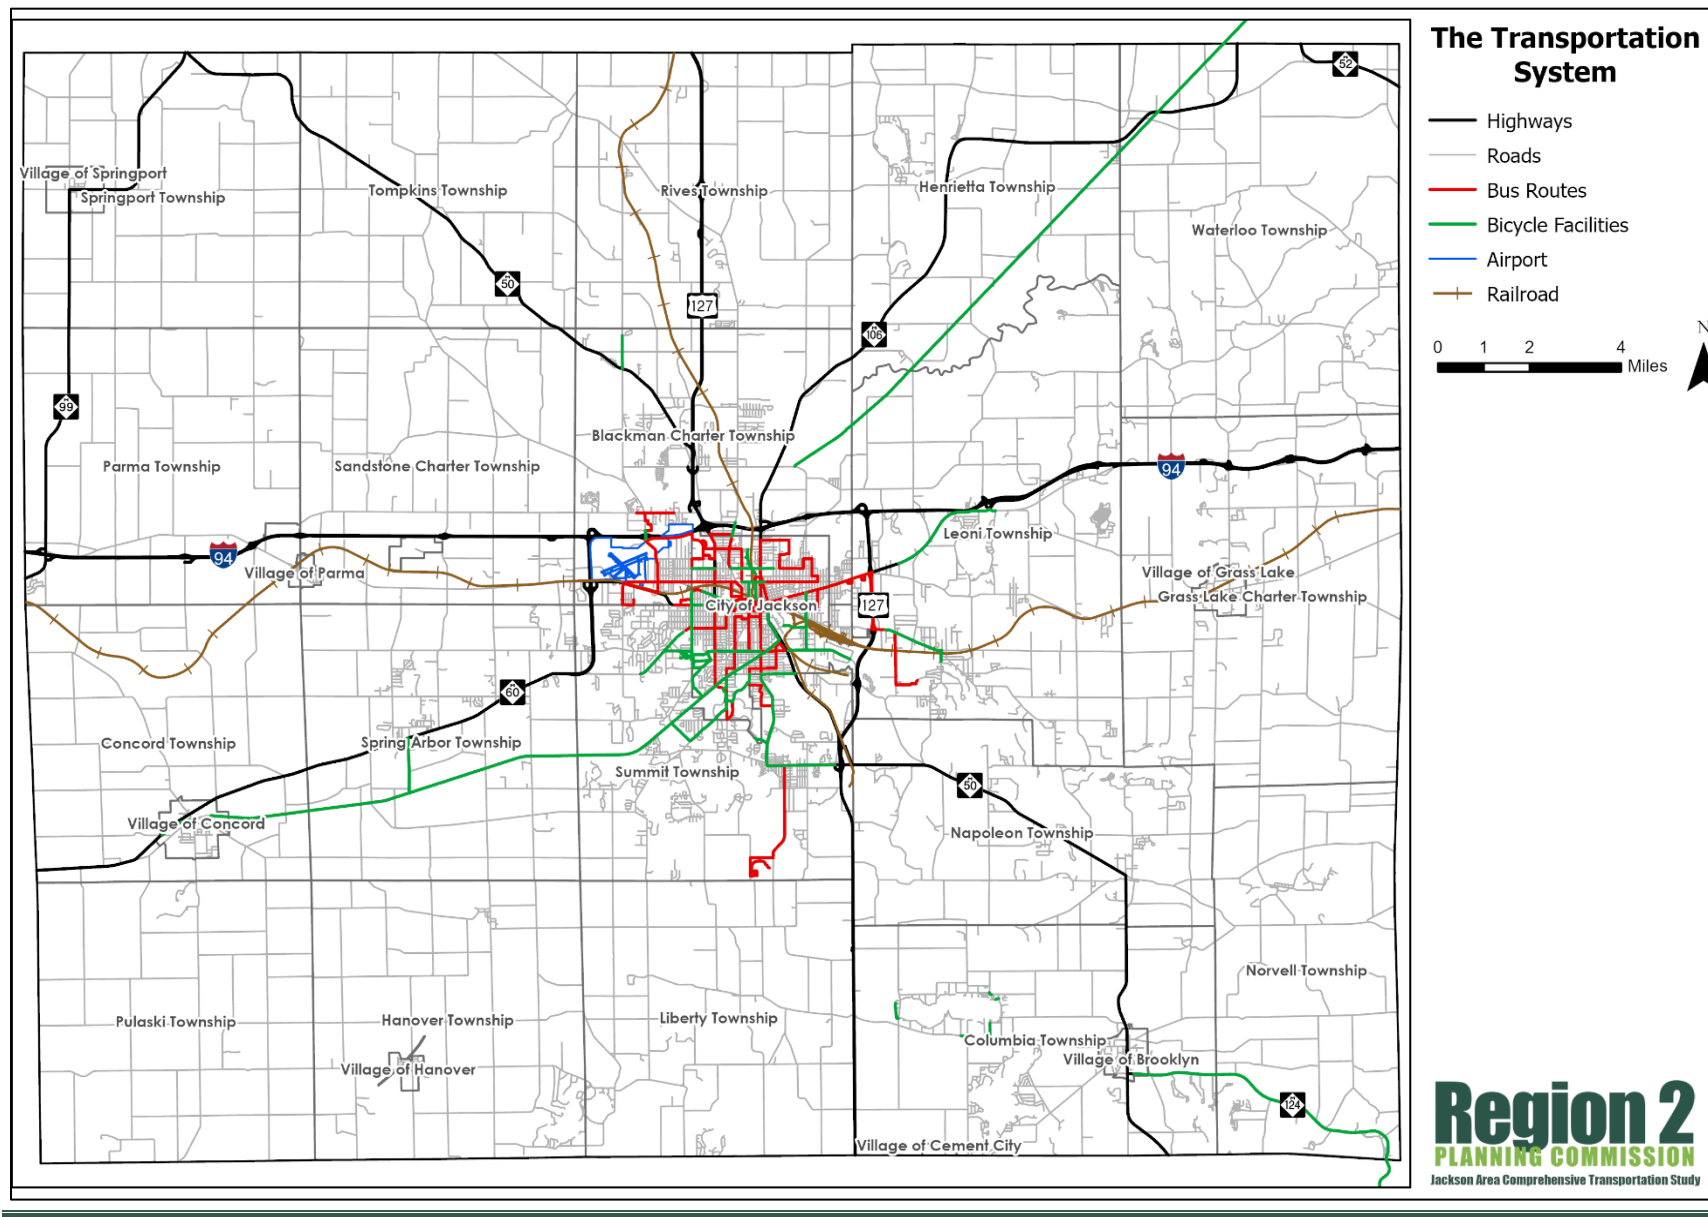 The Transportation
System
Highways
Roads
Bus Routes
Bicycle Facilities
Airport
Railroad
N
0 1 2 4
Miles
52
Village of Springport
Springport Township
Tompkins Township
Rives Township
Henrietta Township
Waterloo Township
M
50
127
M
106
M
99
Blackman Charter Township
Parma Township
Sandstone Charter Township
94
Leoni Township
94
Village of Parma
Village of Grass Lake
Grass Lake Charter Township
City of Jackson
127
M
60
Concord Township
Spring Arbor Township
Summit Township
M
50
Village of Concord
Napoleon Township
Norvell Township
Pulaski Township
Hanover Township
Liberty Township
Columbia Township
Village of Brooklyn
Village of Hanover
M
124
Village of Cement City
Region 2
PLANNING COMMISSION
Jackson Area Comprehensive Transportation Study